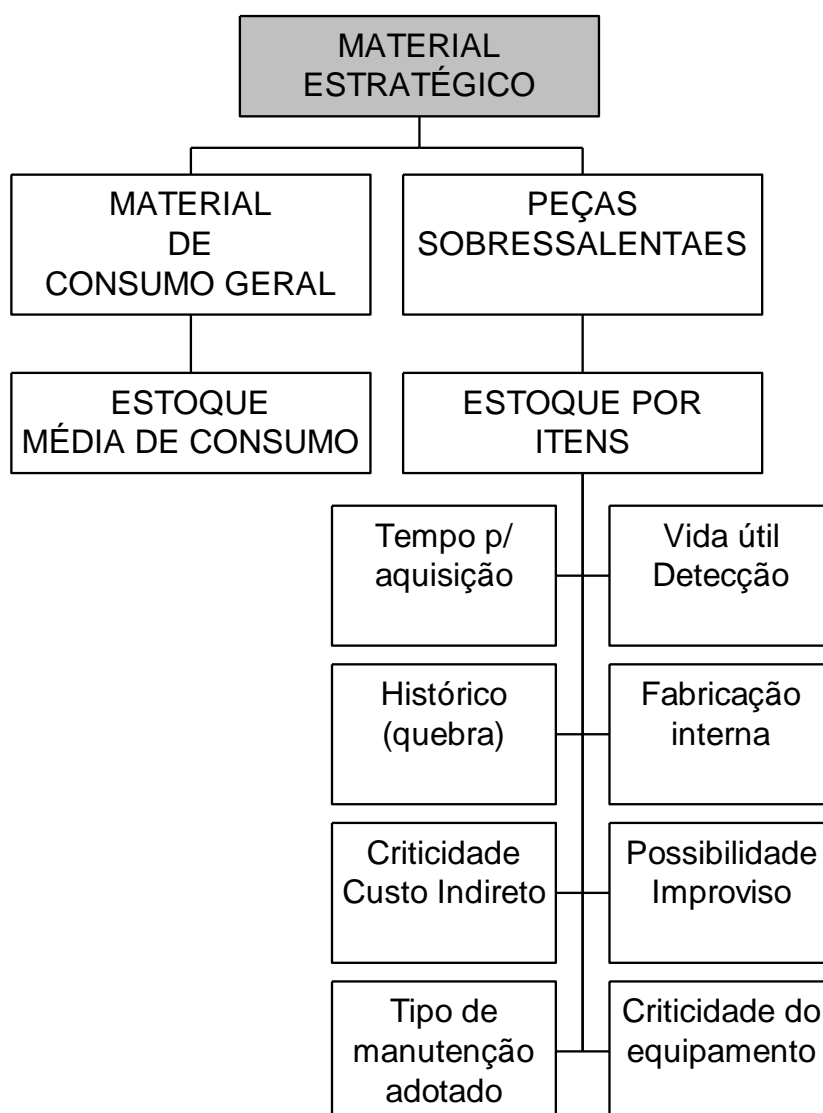 MATERIAL
ESTRATÉGICO
MATERIAL
DE
CONSUMO GERAL
PEÇAS
SOBRESSALENTAES
ESTOQUE
MÉDIA DE CONSUMO
ESTOQUE POR
ITENS
Tempo p/
aquisição
Vida útil
Detecção
Histórico
(quebra)
Fabricação
interna
Criticidade
Custo Indireto
Possibilidade
Improviso
Tipo de
manutenção
adotado
Criticidade do
equipamento